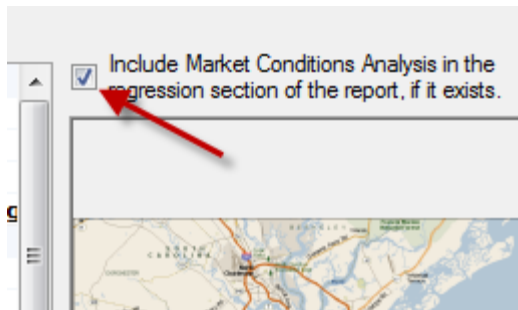 Include Market Conditions Analysis in the
regression section of the report, if it exists.
g